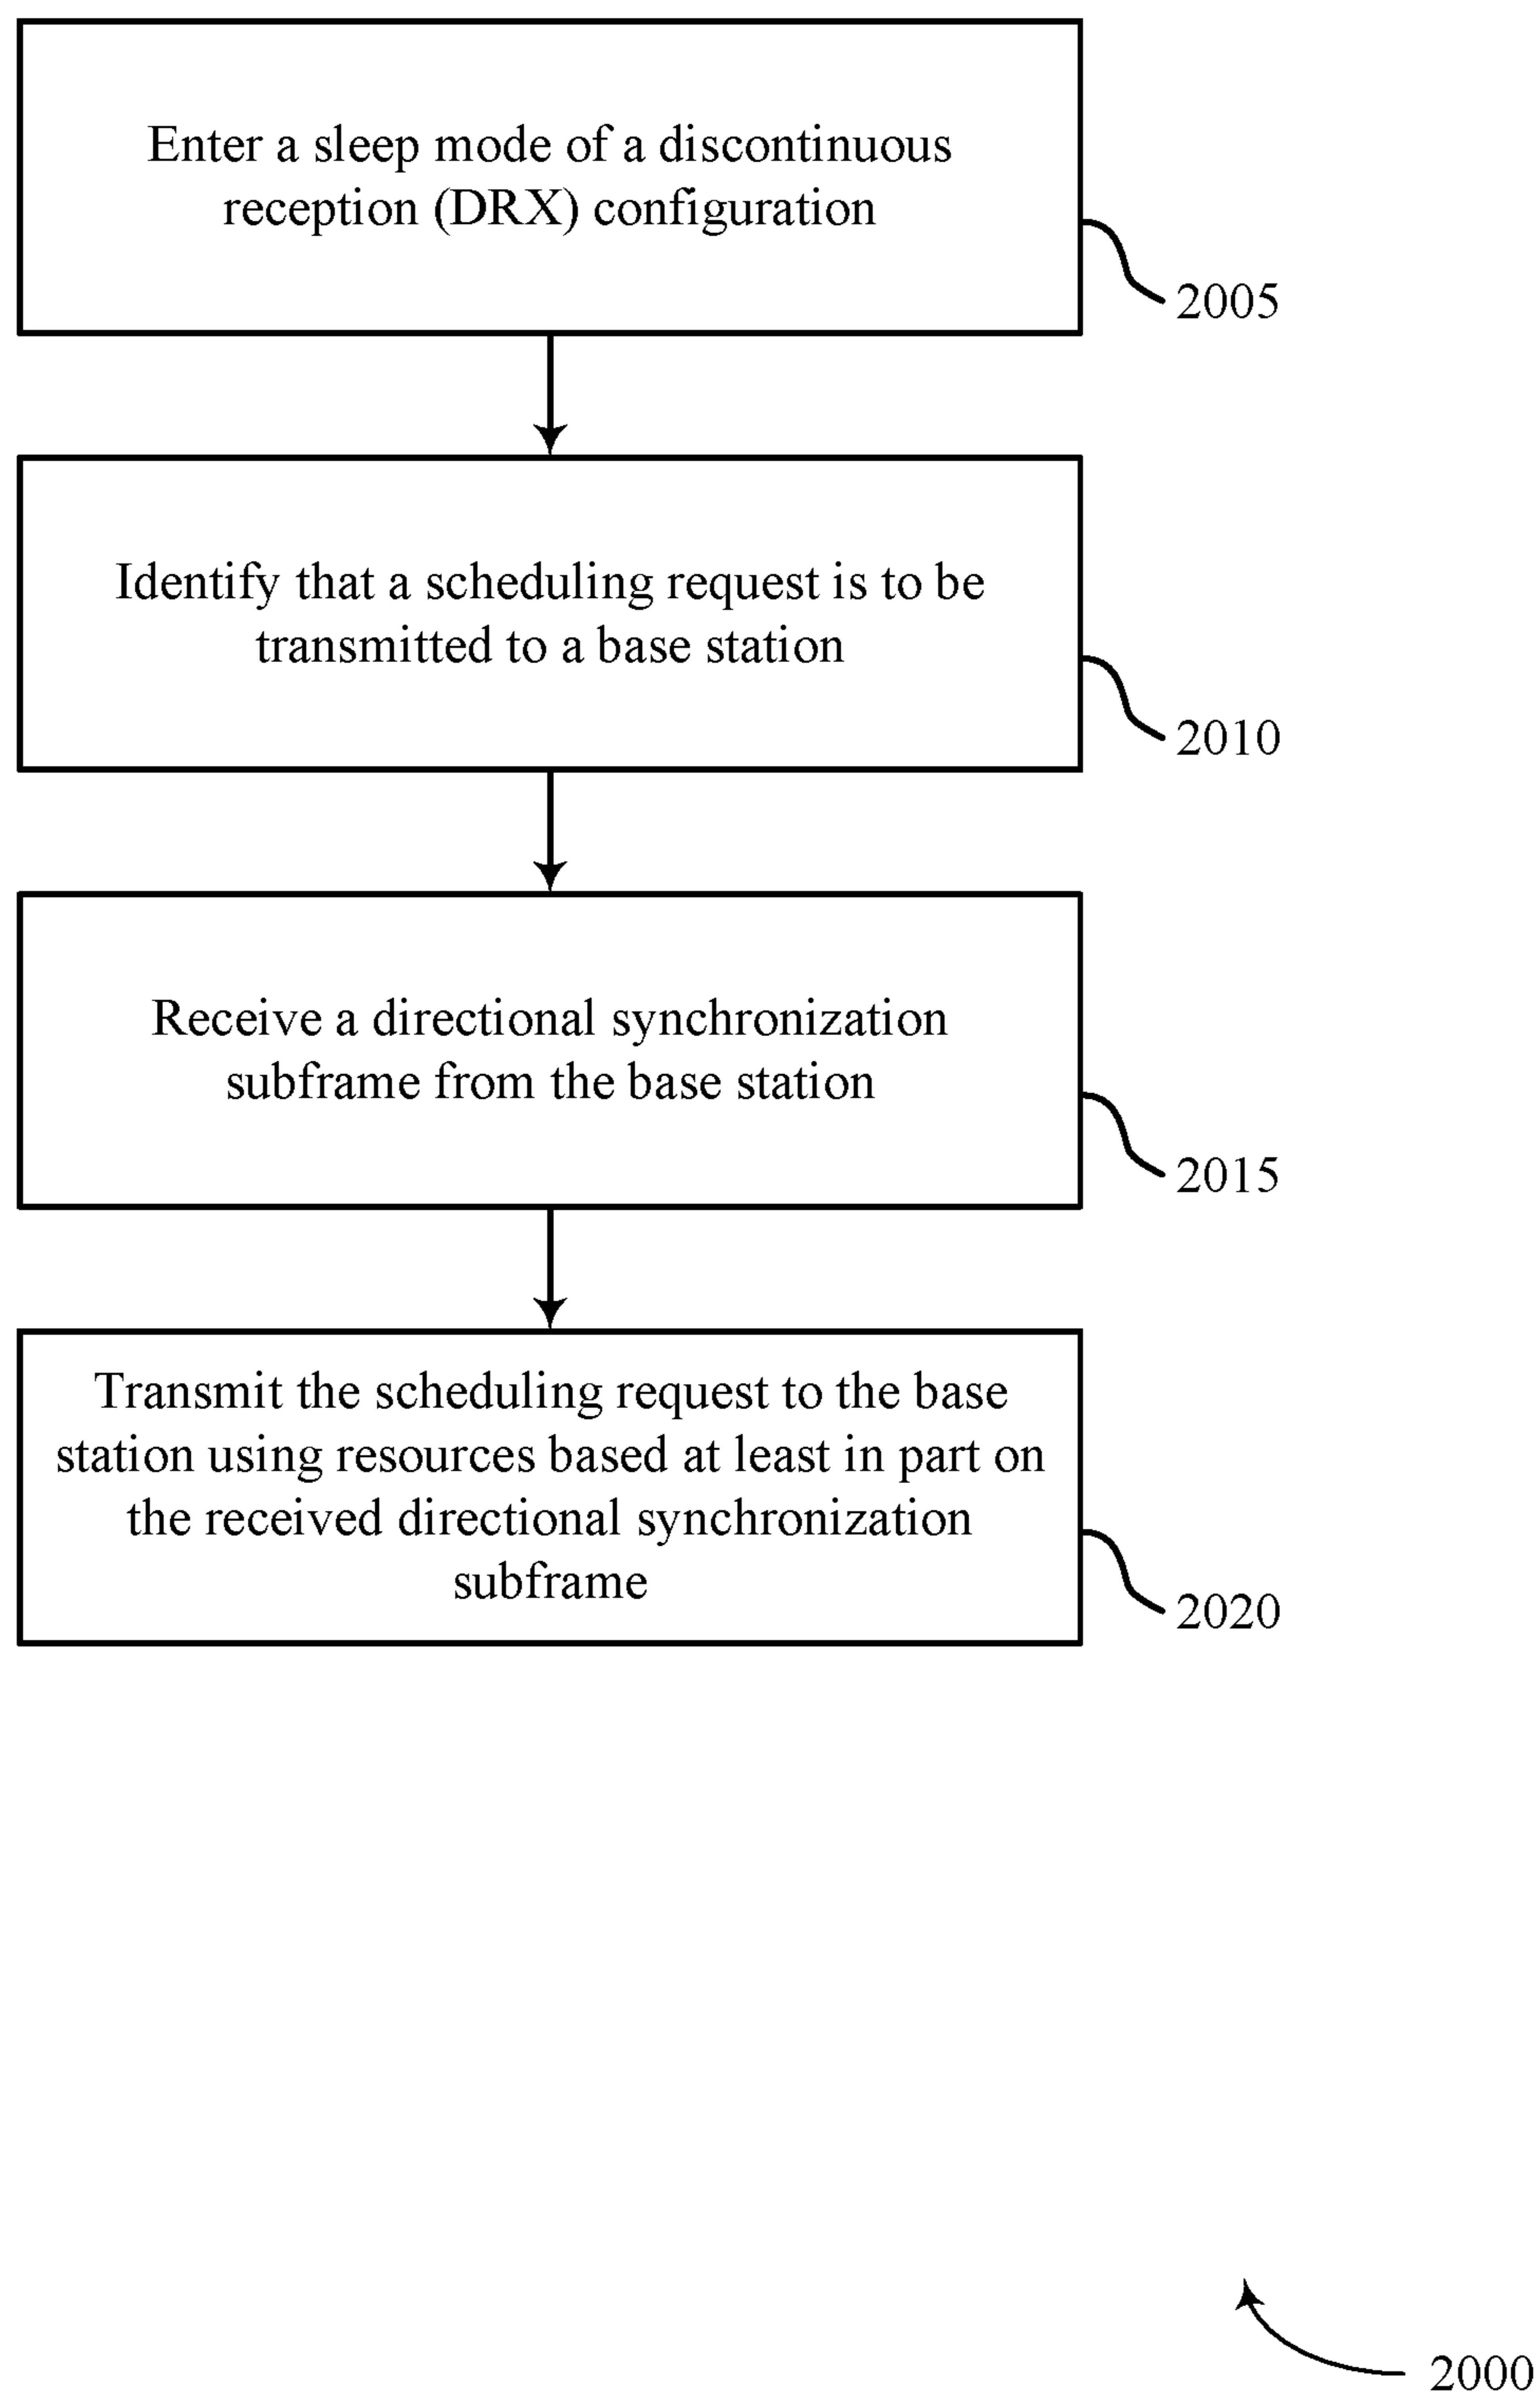 Enter a sleep mode of a discontinuous
reception (DRX) configuration
2005
Identify that a scheduling request is to be
transmitted to a base station
2010
Receive a directional synchronization
subframe from the base station
2015
Transmit the scheduling request to the base
station using resources based at least in part on
the received directional synchronization
subframe
2020
2000